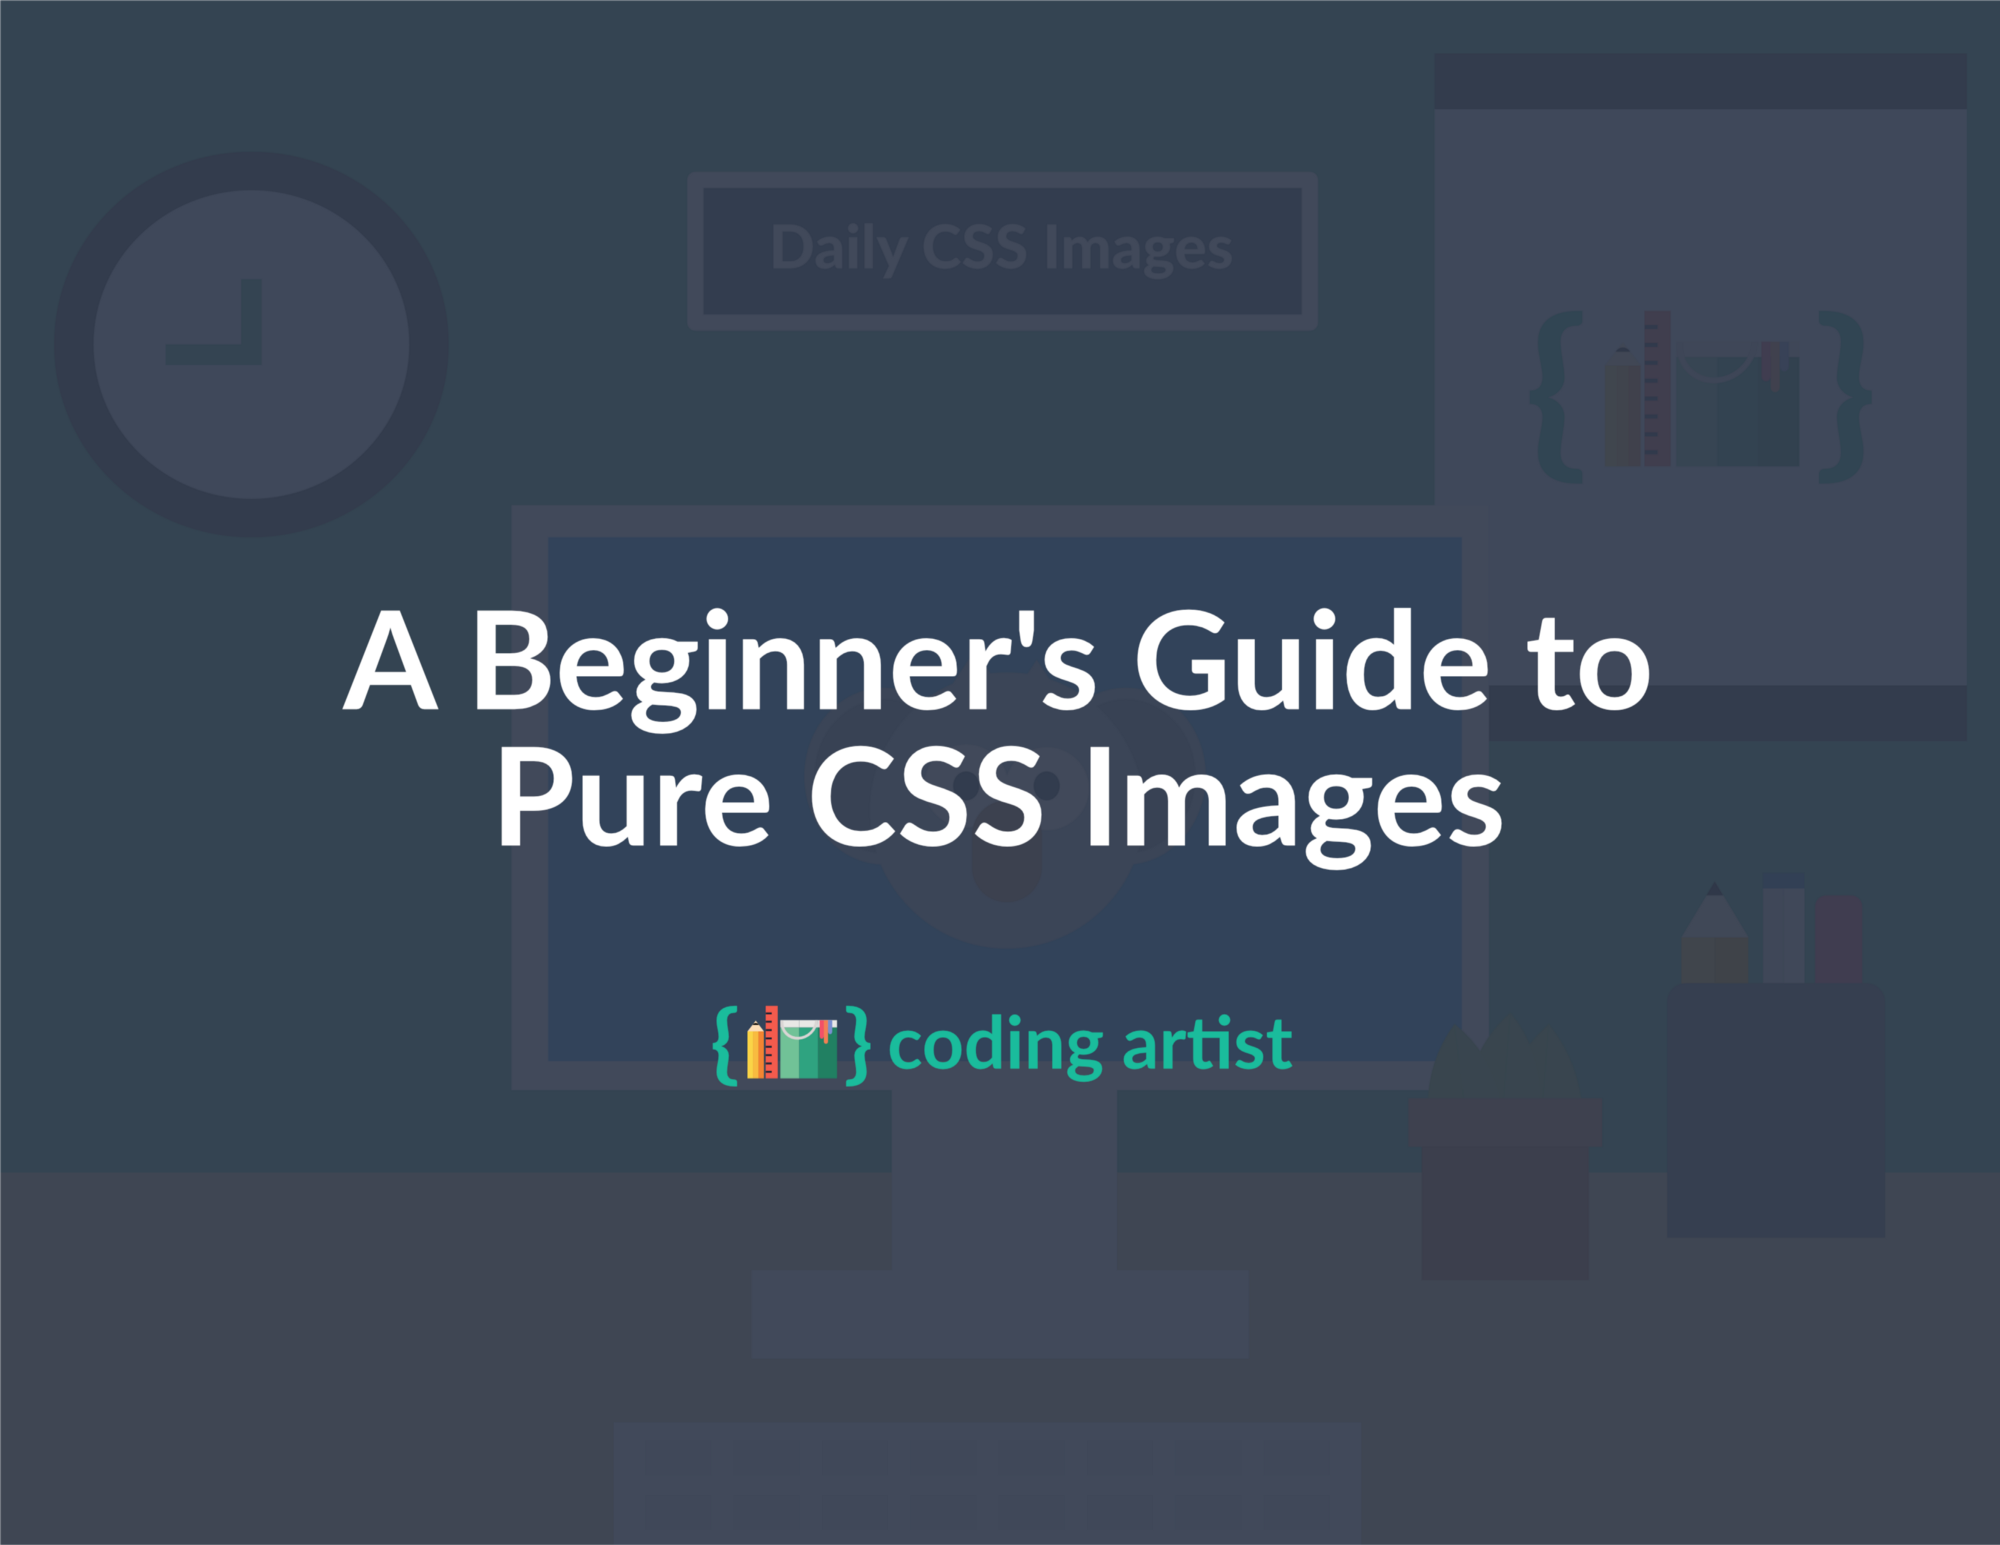 Daily CSS Images
A Beginner's Guide to
Pure CSS Images
{ } coding artist